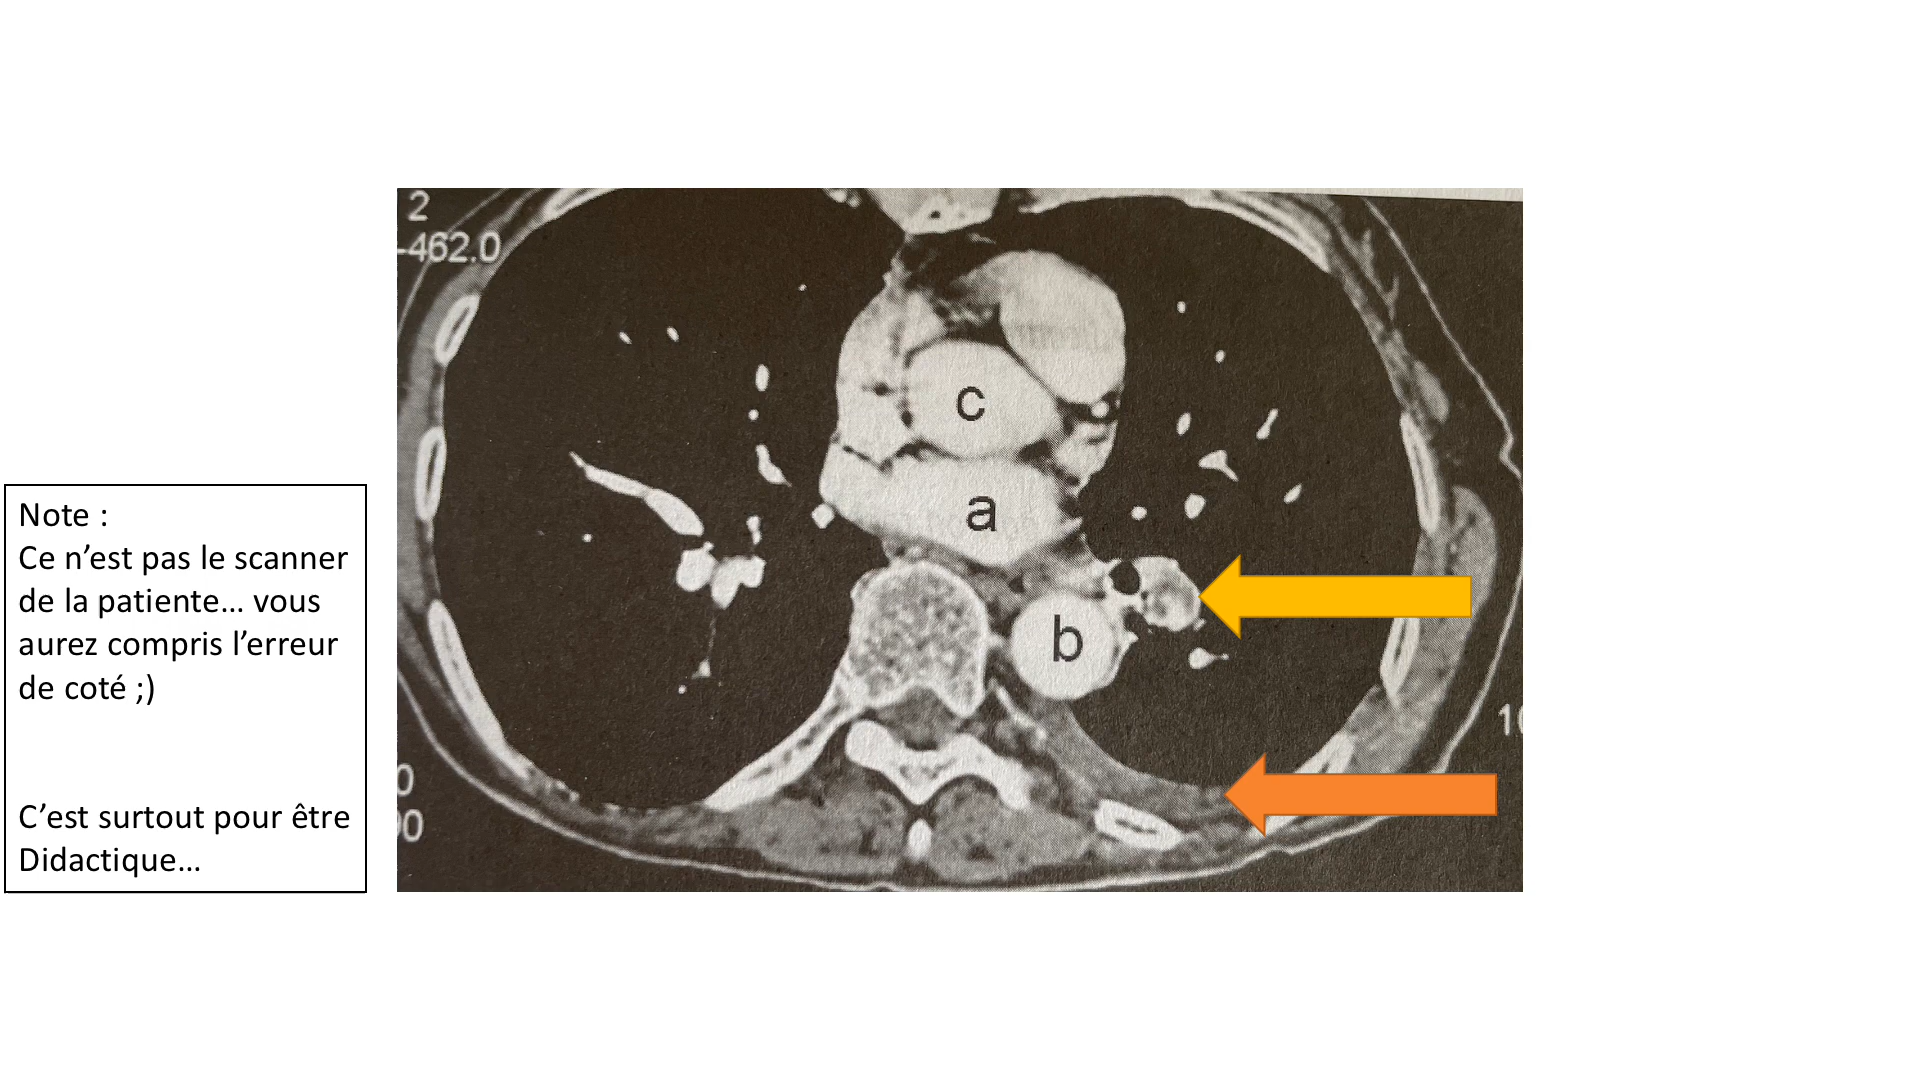 2
-462.0
c
a
b
Note :
Ce n’est pas le scanner
de la patiente… vous
aurez compris l’erreur
de coté ;)
C’est surtout pour être
Didactique…